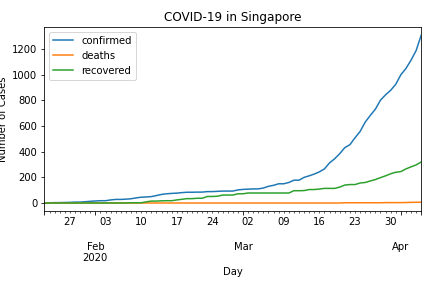 COVID-19 in Singapore
confirmed
deaths
recovered
Number of Cases
1200
1000
800
600
400
200
0
27 03 10 17 24 02 09 16 23 30
Feb Mar Apr
2020
Day